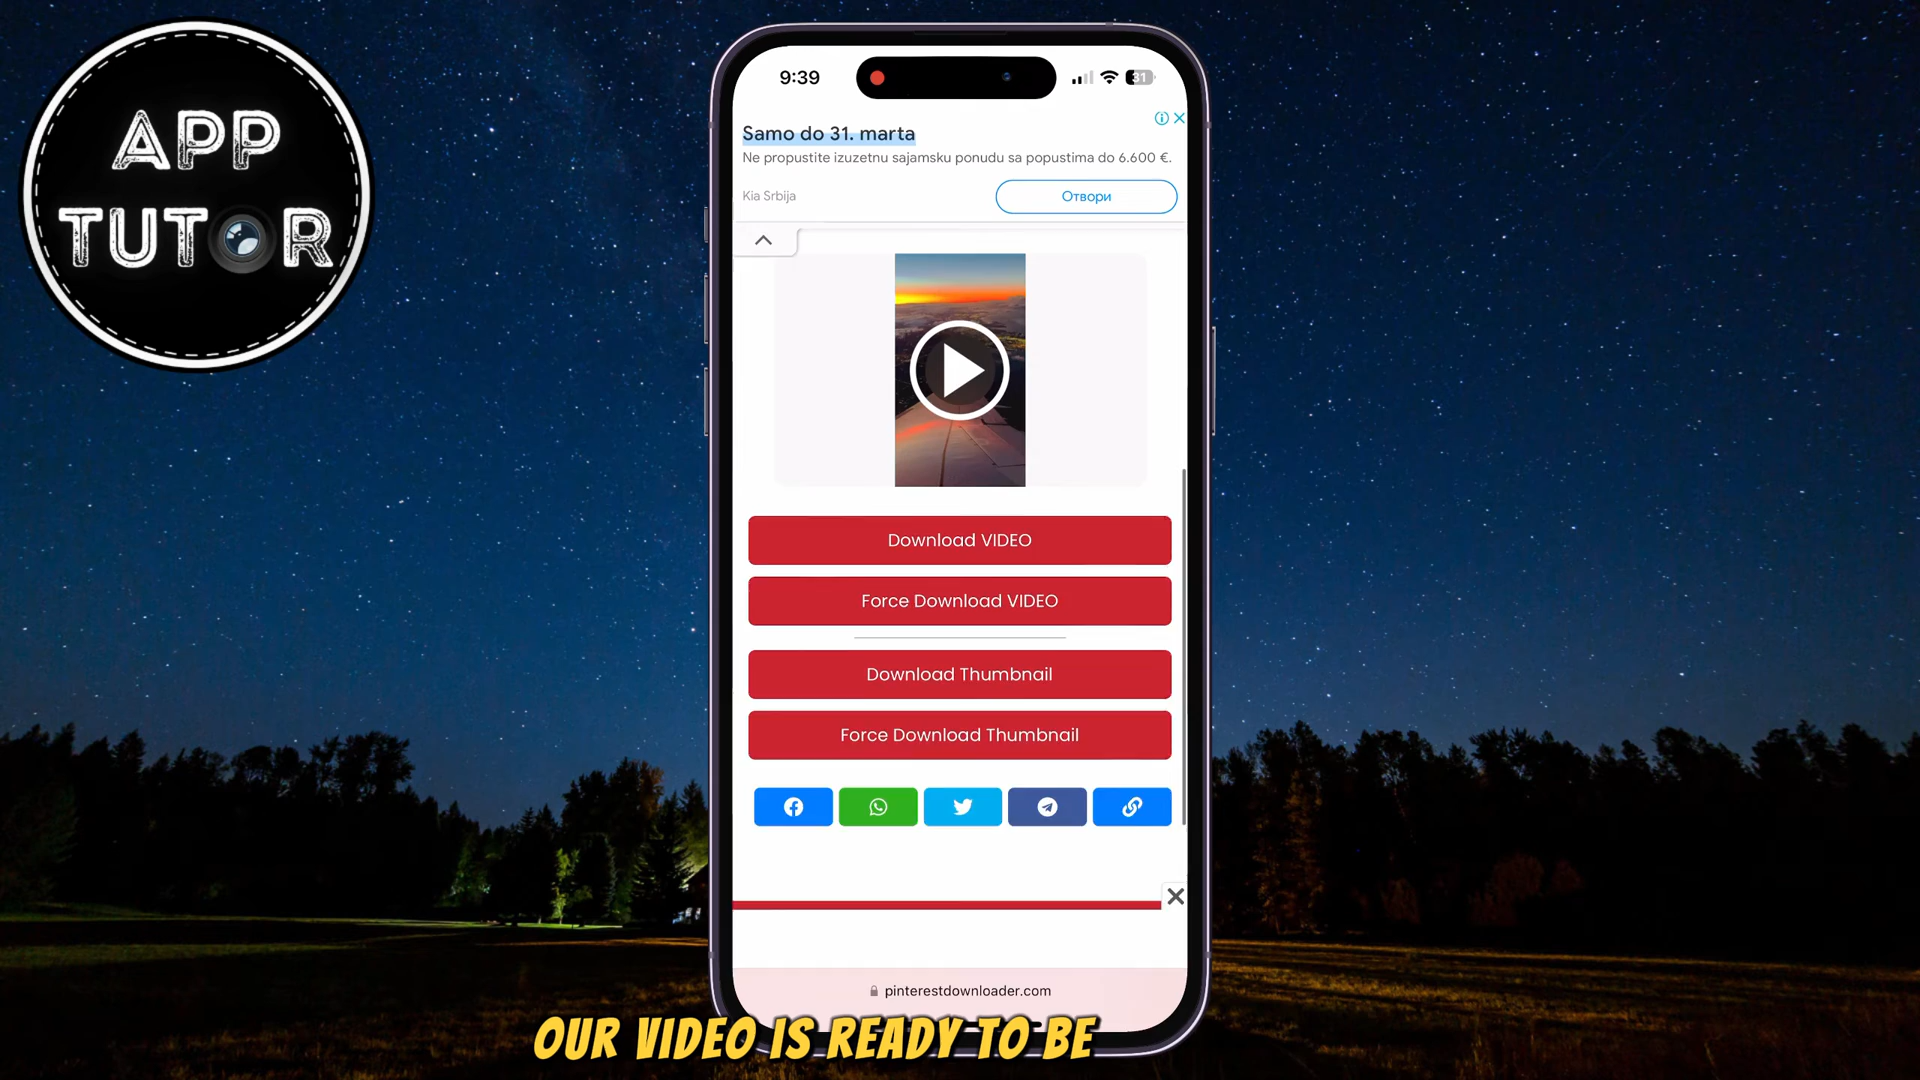 APP
TUTOR
9:39
31
Samo do 31. marta
Ne propustite izuzetnu sajamsku ponudu sa popustima do 6.600 €.
Kia Srbija
Отвори
Download VIDEO
Force Download VIDEO
Download Thumbnail
Force Download Thumbnail
pinterestdownloader.com
OUR VIDEO IS READY TO BE